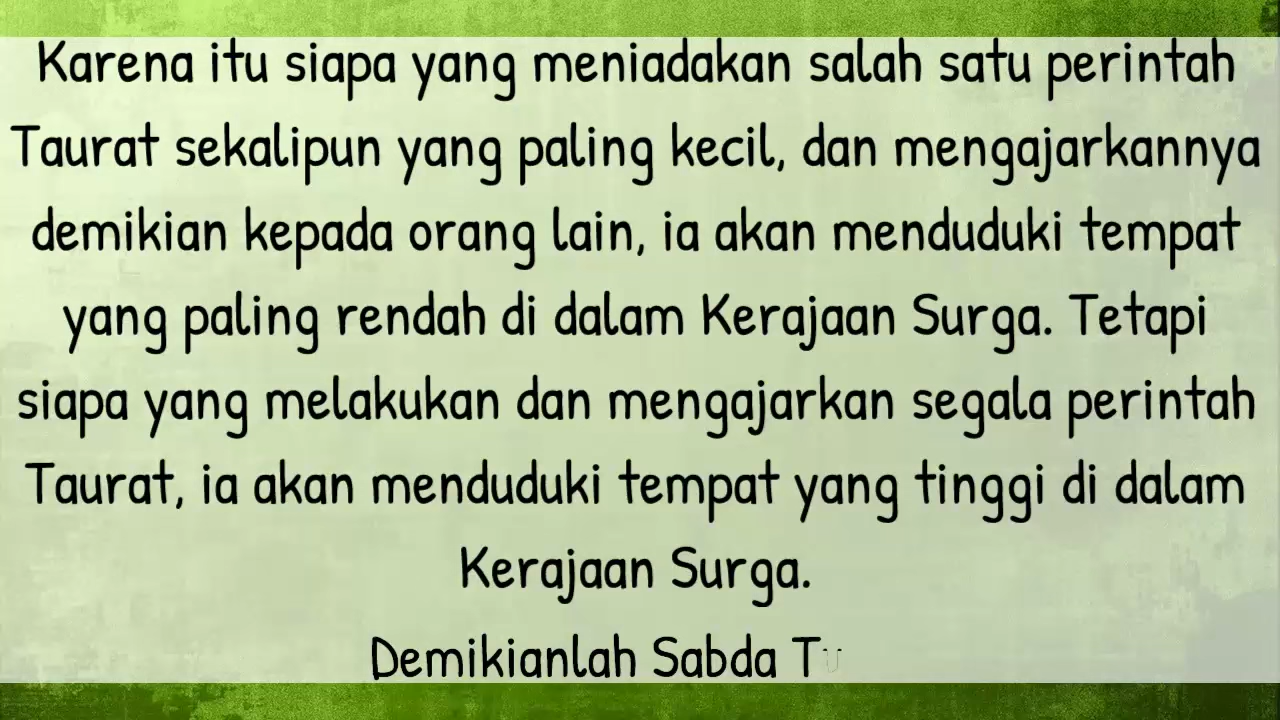 Karena itu siapa yang meniadakan salah satu perintah
Taurat sekalipun yang paling kecil, dan mengajarkannya
demikian kepada orang lain, ia akan menduduki tempat
yang paling rendah di dalam Kerajaan Surga. Tetapi
siapa yang melakukan dan mengajarkan segala perintah
Taurat, ia akan menduduki tempat yang tinggi di dalam
Kerajaan Surga.
Demikianlah Sabda